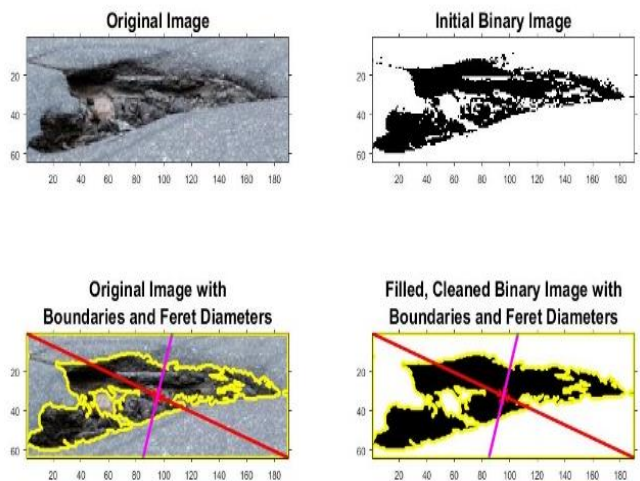 Original Image
Initial Binary Image
20
40
60
20 40 60 80 100 120 140 160 180
20
40
60
20 40 60 80 100 120 140 160 180
Original Image with
Boundaries and Feret Diameters
Filled, Cleaned Binary Image with
Boundaries and Feret Diameters
20
40
60
20 40 60 80 100 120 140 160 180
20
40
60
20 40 60 80 100 120 140 160 180